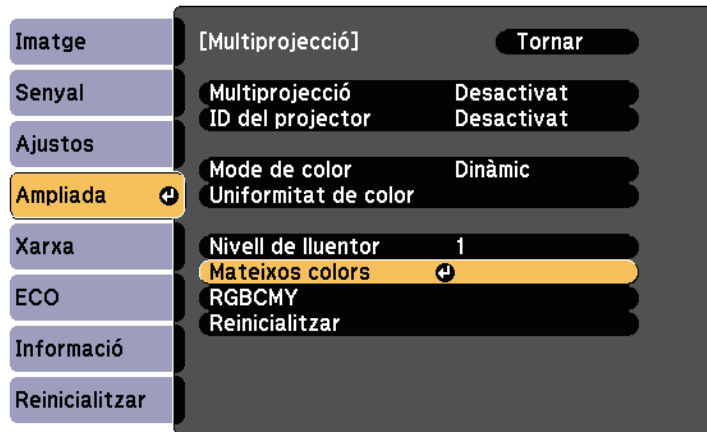 Imatge
Senyal
Ajustos
Ampliada
Xarxa
ECO
Informació
Reinicialitzar
[Multiprojecció] Tornar
Multiprojecció Desactivat
ID del projector Desactivat
Mode de color Dinàmic
Uniformitat de color
Nivell de lluentor 1
Mateixos colors
RGBCMY
Reinicialitzar